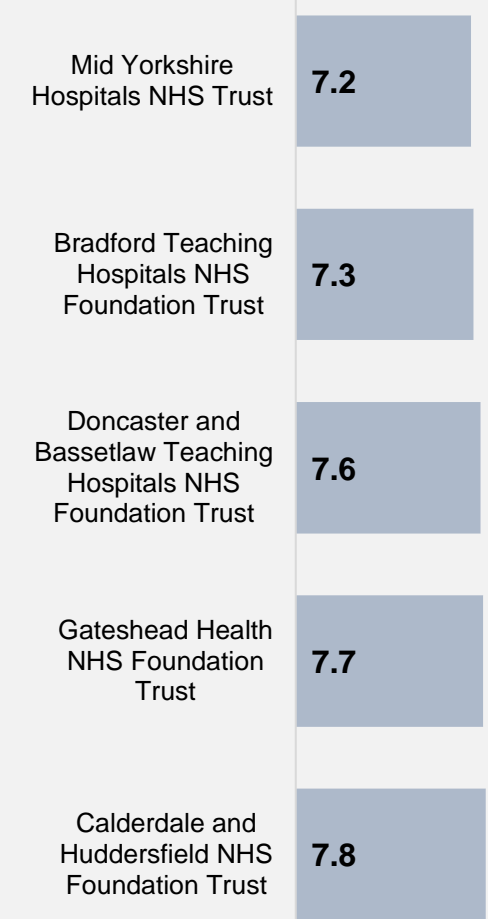 Mid Yorkshire
Hospitals NHS Trust
7.2
Bradford Teaching
Hospitals NHS
Foundation Trust
7.3
Doncaster and
Bassetlaw Teaching
Hospitals NHS
Foundation Trust
7.6
Gateshead Health
NHS Foundation
Trust
7.7
Calderdale and
Huddersfield NHS
Foundation Trust
7.8